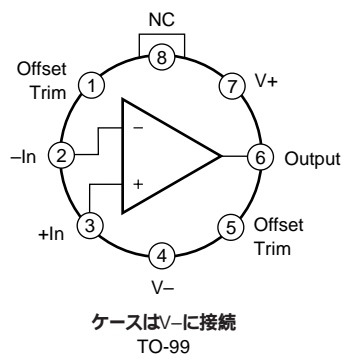 NC
8
Offset
Trim
1
7
V+
–In
2
−
6
Output
+
3
+In
5
Offset
Trim
4
V–
ケースはV–に接続
TO-99